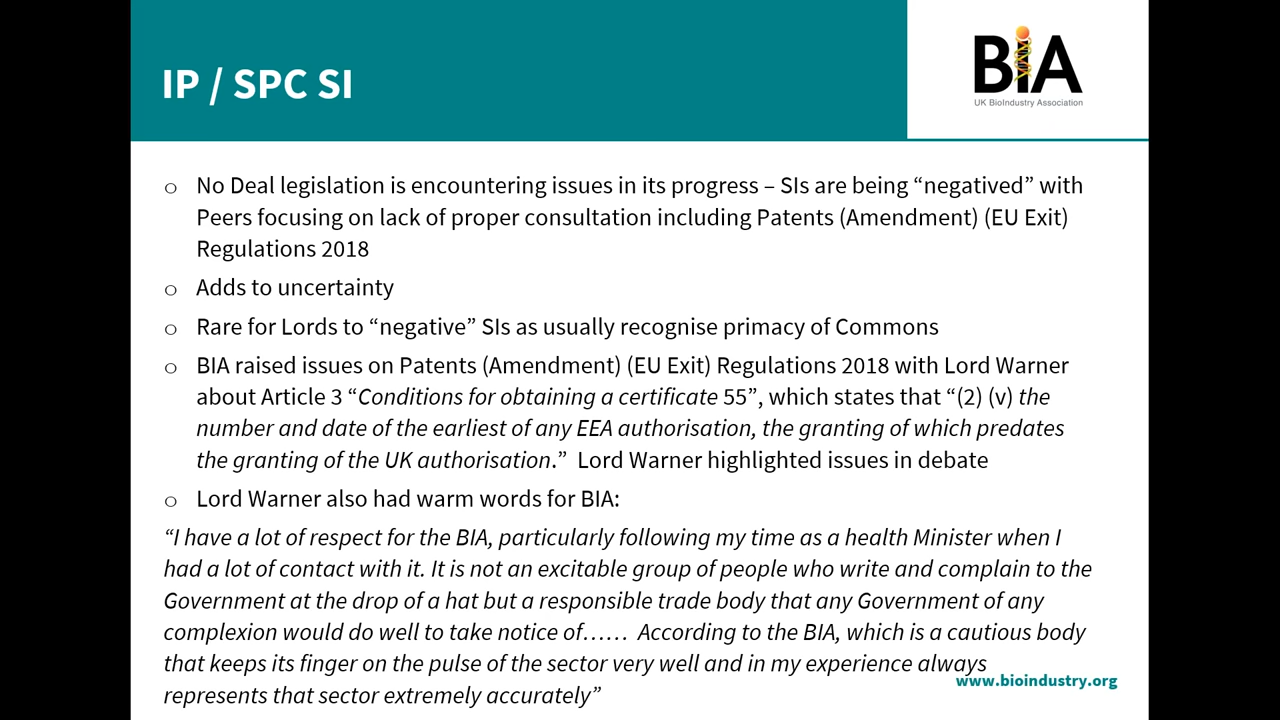 IP / SPC SI
BIA
UK BioIndustry Association
o No Deal legislation is encountering issues in its progress – SIs are being “negatived” with
Peers focusing on lack of proper consultation including Patents (Amendment) (EU Exit)
Regulations 2018
o Adds to uncertainty
o Rare for Lords to “negative” SIs as usually recognise primacy of Commons
o BIA raised issues on Patents (Amendment) (EU Exit) Regulations 2018 with Lord Warner
about Article 3 “Conditions for obtaining a certificate 55”, which states that “(2) (v) the
number and date of the earliest of any EEA authorisation, the granting of which predates
the granting of the UK authorisation.”  Lord Warner highlighted issues in debate
o Lord Warner also had warm words for BIA:
“I have a lot of respect for the BIA, particularly following my time as a health Minister when I
had a lot of contact with it. It is not an excitable group of people who write and complain to the
Government at the drop of a hat but a responsible trade body that any Government of any
complexion would do well to take notice of……  According to the BIA, which is a cautious body
that keeps its finger on the pulse of the sector very well and in my experience always
represents that sector extremely accurately”
www.bioindustry.org